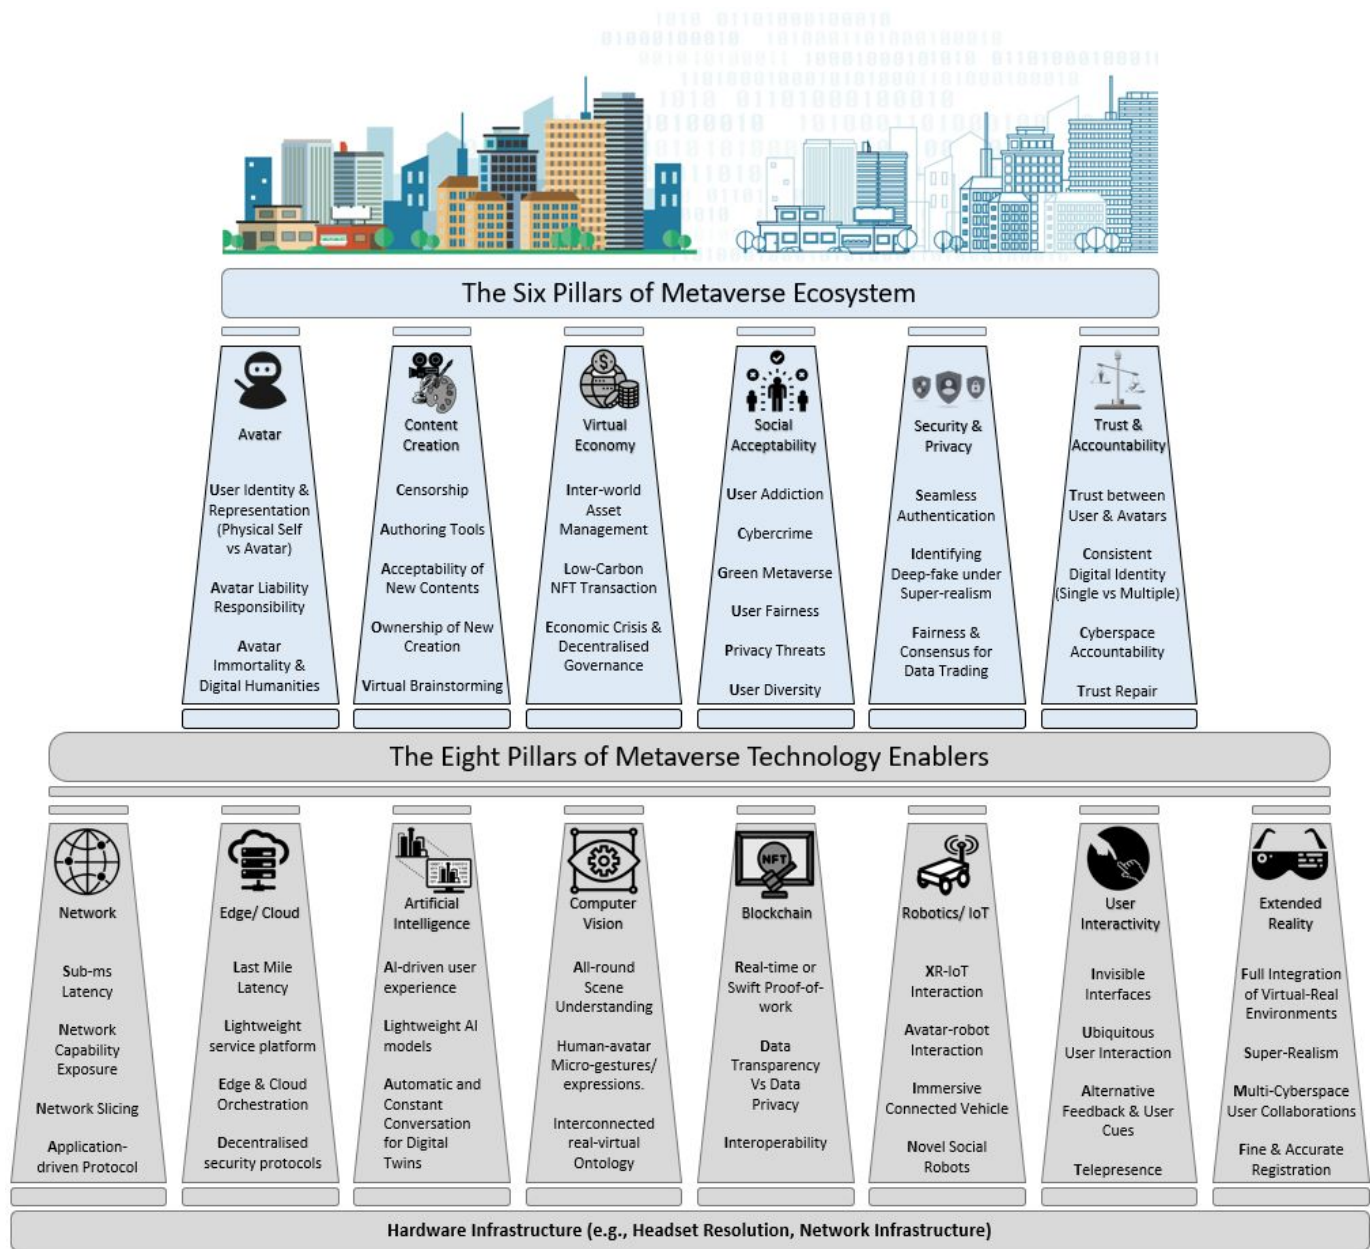 The Six Pillars of Metaverse Ecosystem
Avatar
User Identity &
Representation
(Physical Self
vs Avatar)
Avatar Liability
Responsibility
Avatar
Immortality &
Digital Humanities
Content
Creation
Censorship
Authoring Tools
Acceptability of
New Contents
Ownership of New
Creation
Virtual Brainstorming
Virtual
Economy
Inter-world
Asset
Management
Low-Carbon
NFT Transaction
Economic Crisis &
Decentralised
Governance
Social
Acceptability
User Addiction
Cybercrime
Green Metaverse
User Fairness
Privacy Threats
User Diversity
Security &
Privacy
Seamless
Authentication
Identifying
Deep-fake under
Super-realism
Fairness &
Consensus for
Data Trading
Trust &
Accountability
Trust between
User & Avatars
Consistent
Digital Identity
(Single vs Multiple)
Cyberspace
Accountability
Trust Repair
The Eight Pillars of Metaverse Technology Enablers
Network
Sub-ms
Latency
Network
Capability
Exposure
Network Slicing
Application-
driven Protocol
Edge/ Cloud
Last Mile
Latency
Lightweight
service platform
Edge & Cloud
Orchestration
Decentralised
security protocols
Artificial
Intelligence
AI-driven user
experience
Lightweight AI
models
Automatic and
Constant
Conversation
for Digital
Twins
Computer
Vision
All-round
Scene
Understanding
Human-avatar
Micro-gestures/
expressions.
Interconnected
real-virtual
Ontology
NFT
Blockchain
Real-time or
Swift Proof-of-
work
Data
Transparency
Vs Data
Privacy
Interoperability
Robotics/ IoT
XR-IoT
Interaction
Avatar-robot
Interaction
Immersive
Connected Vehicle
Novel Social
Robots
User
Interactivity
Invisible
Interfaces
Ubiquitous
User Interaction
Alternative
Feedback & User
Cues
Telepresence
Extended
Reality
Full Integration
of Virtual-Real
Environments
Super-Realism
Multi-Cyberspace
User Collaborations
Fine & Accurate
Registration
Hardware Infrastructure (e.g., Headset Resolution, Network Infrastructure)